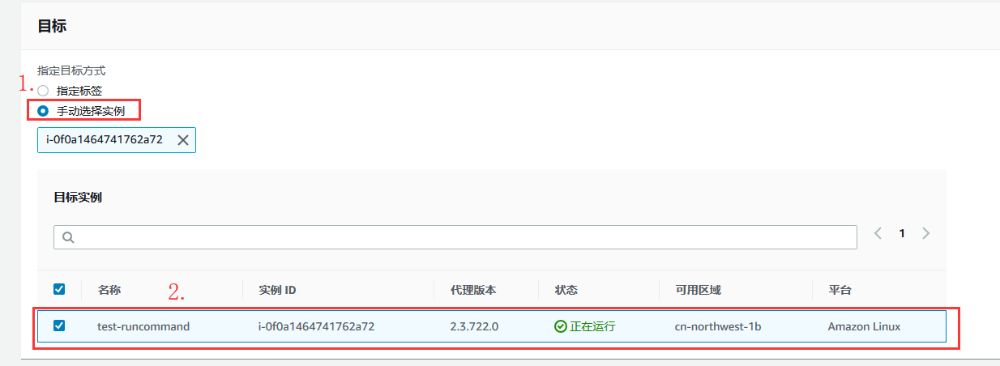 目标
指定目标方式
1.
指定标签
手动选择实例
i-0f0a1464741762a72
目标实例
1
名称 2. 实例 ID 代理版本 状态 可用区域 平台
test-runcommand i-0f0a1464741762a72 2.3.722.0 正在运行 cn-northwest-1b Amazon Linux